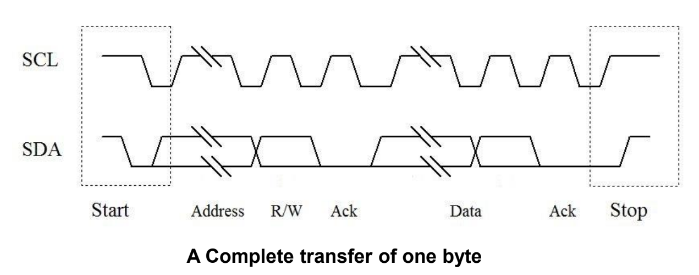 SCL
SDA
Start Address R/W Ack Data Ack Stop
A Complete transfer of one byte